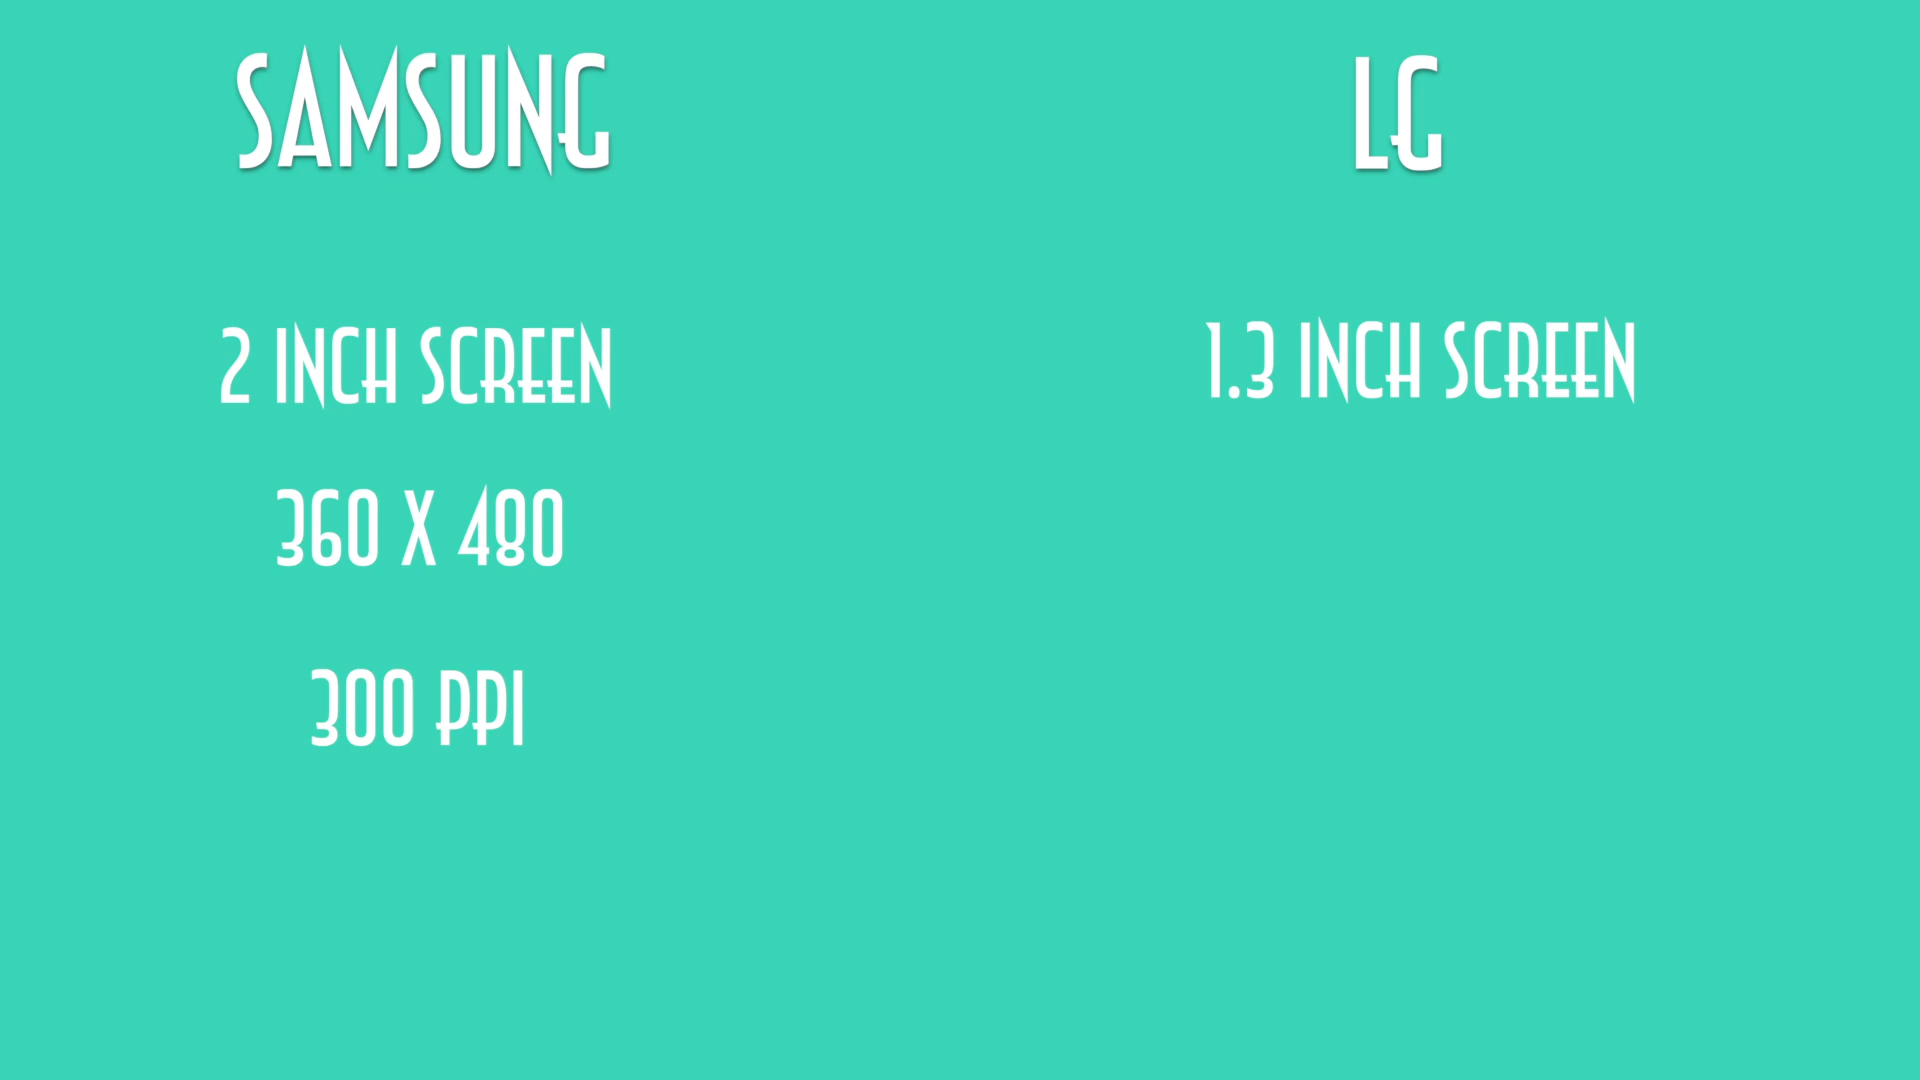 SAMSUNG
LG
2 INCH SCREEN
1.3 INCH SCREEN
360 X 480
300 PPI